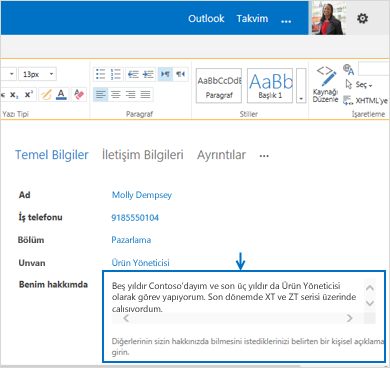 Outlook Takvim ...
13px
AaBbCcDdE AaBb Kaynağı Düzenle Seç
Paragraf Başlık 1 XHTML'ye
Yazı Tipi Paragraf Stiller İşaretleme
Temel Bilgiler İletişim Bilgileri Ayrıntılar ...
Ad Molly Dempsey
İş telefonu 9185550104
Bölüm Pazarlama
Unvan Ürün Yöneticisi
Benim hakkımda Beş yıldır Contoso'dayım ve son üç yıldır da Ürün Yöneticisi
olarak görev yapıyorum. Son dönemde XT ve ZT serisi üzerinde
çalışıyordum.
Diğerlerinin sizin hakkında bilmesini istediklerinizi belirten bir kişisel açıklama
girin.